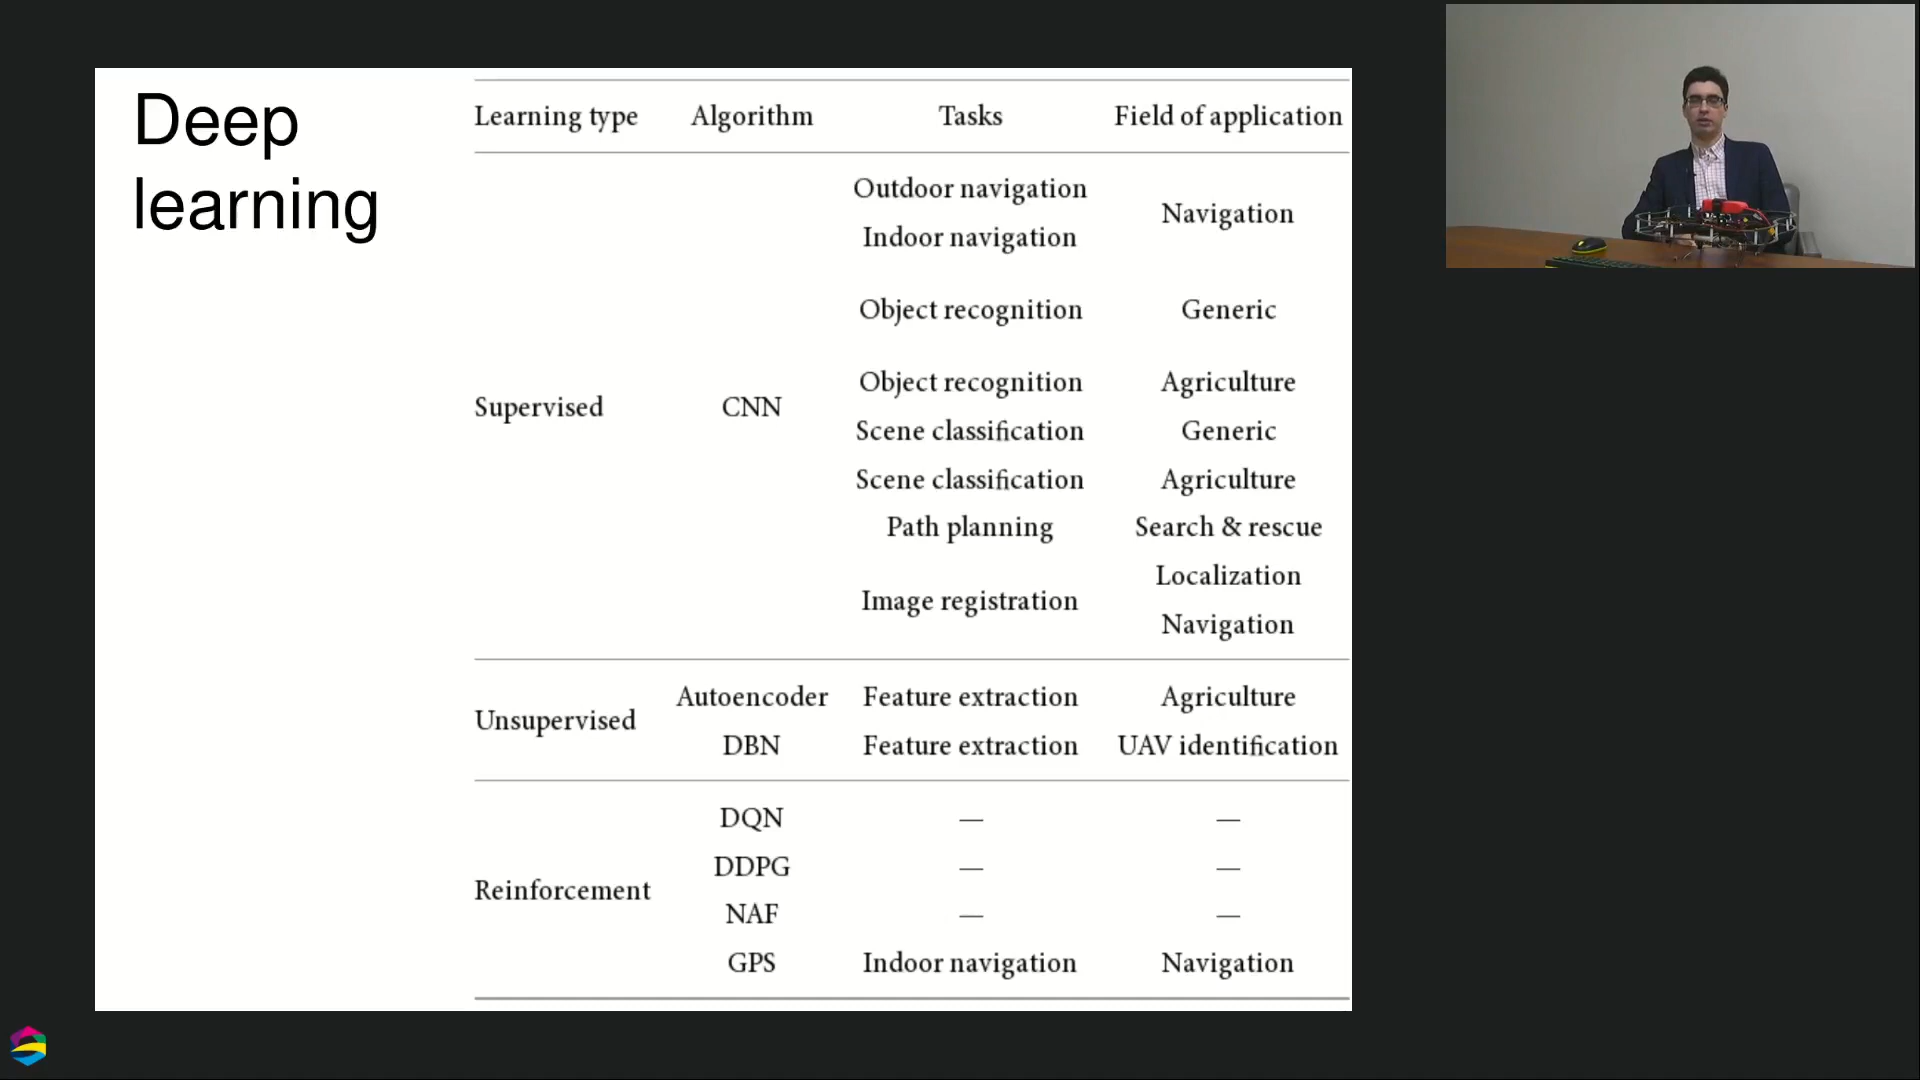 Deep
learning
Learning type Algorithm Tasks Field of application
Outdoor navigation
Navigation
Indoor navigation
Object recognition Generic
Object recognition Agriculture
Supervised CNN
Scene classification Generic
Scene classification Agriculture
Path planning Search & rescue
Localization
Image registration
Navigation
Autoencoder Feature extraction Agriculture
Unsupervised
DBN Feature extraction UAV identification
DQN — —
DDPG — —
Reinforcement
NAF — —
GPS Indoor navigation Navigation